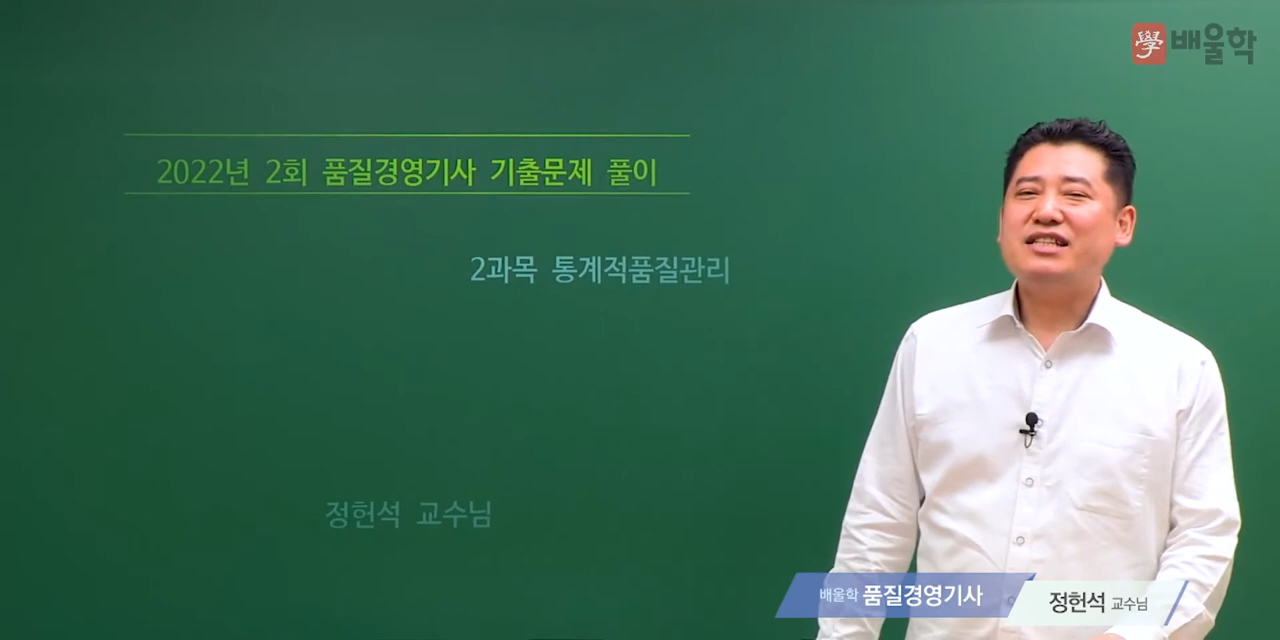 學 배울학
2022년 2회 품질경영기사 기출문제 풀이
2과목 통계적품질관리
정헌석 교수님
배울학 품질경영기사
정헌석 교수님